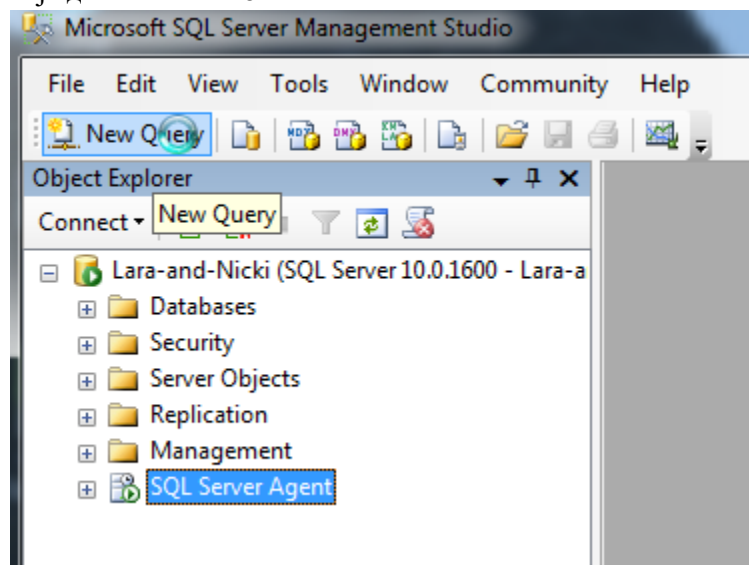 Microsoft SQL Server Management Studio
File Edit View Tools Window Community Help
New Query
Object Explorer
Connect New Query
Lara-and-Nicki (SQL Server 10.0.1600 - Lara-a
Databases
Security
Server Objects
Replication
Management
SQL Server Agent